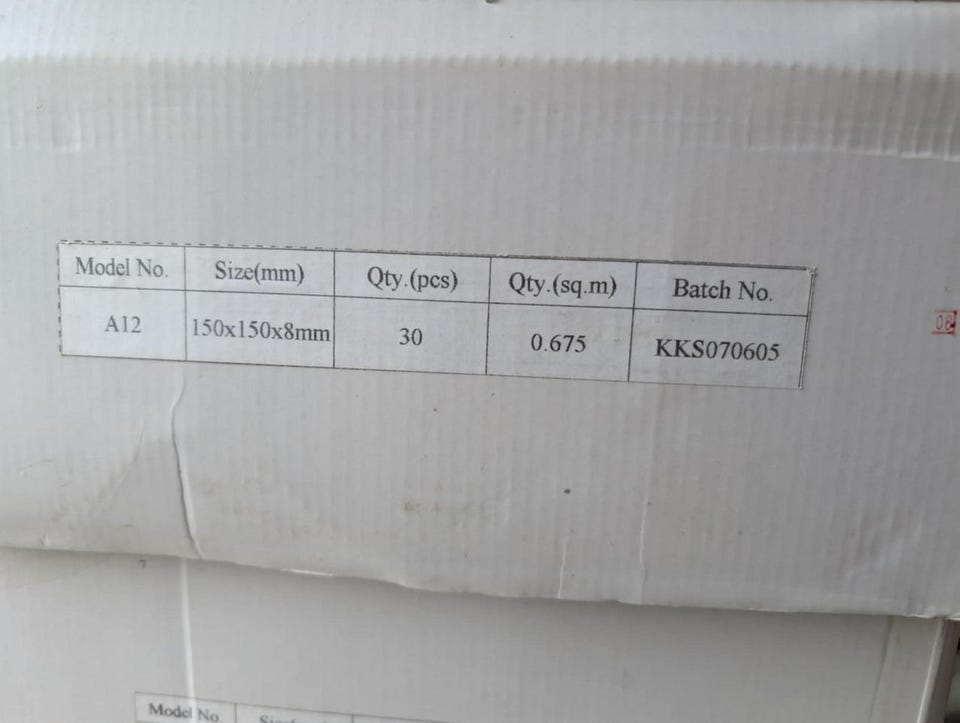 Model No. Size(mm) Qty.(pcs) Qty.(sq.m) Batch No.
A12 150x150x8mm 30 0.675 KKS070605
08
Model No